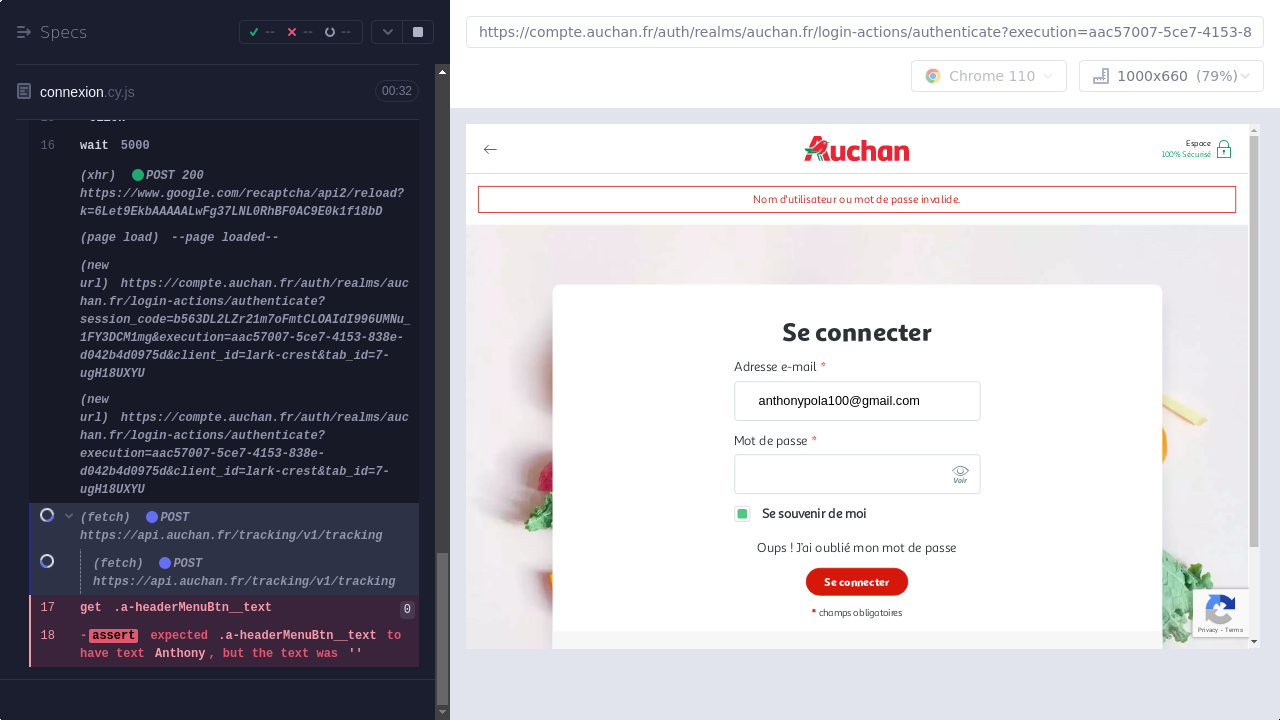 Specs
-- -- --
connexion.cy.js
00:32
16 wait 5000
(xhr) POST 200
https://www.google.com/recaptcha/api2/reload?
k=6Let9EkbAAAAALwFg37LNL0RhBF0AC9E0k1f18bD
(page load) --page loaded--
(new
url) https://compte.auchan.fr/auth/realms/auc
han.fr/login-actions/authenticate?
session_code=b563DL2LZr21m7oFmtCLOAIdI996UMNu_
1FY3DCM1mg&execution=aac57007-5ce7-4153-838e-
d042b4d0975d&client_id=lark-crest&tab_id=7-
ugH18UXYU
(new
url) https://compte.auchan.fr/auth/realms/auc
han.fr/login-actions/authenticate?
execution=aac57007-5ce7-4153-838e-
d042b4d0975d&client_id=lark-crest&tab_id=7-
ugH18UXYU
(fetch) POST
https://api.auchan.fr/tracking/v1/tracking
(fetch) POST
https://api.auchan.fr/tracking/v1/tracking
17 get .a-headerMenuBtn__text 0
18 -assert expected .a-headerMenuBtn__text to
have text Anthony, but the text was ''
https://compte.auchan.fr/auth/realms/auchan.fr/login-actions/authenticate?execution=aac57007-5ce7-4153-8
Chrome 110
1000x660 (79%)
Auchan
Espace
100% Sécurisé
Nom d'utilisateur ou mot de passe invalide.
Se connecter
Adresse e-mail *
anthonypola100@gmail.com
Mot de passe *
Voir
Se souvenir de moi
Oups ! J'ai oublié mon mot de passe
Se connecter
* champs obligatoires
Privacy - Terms